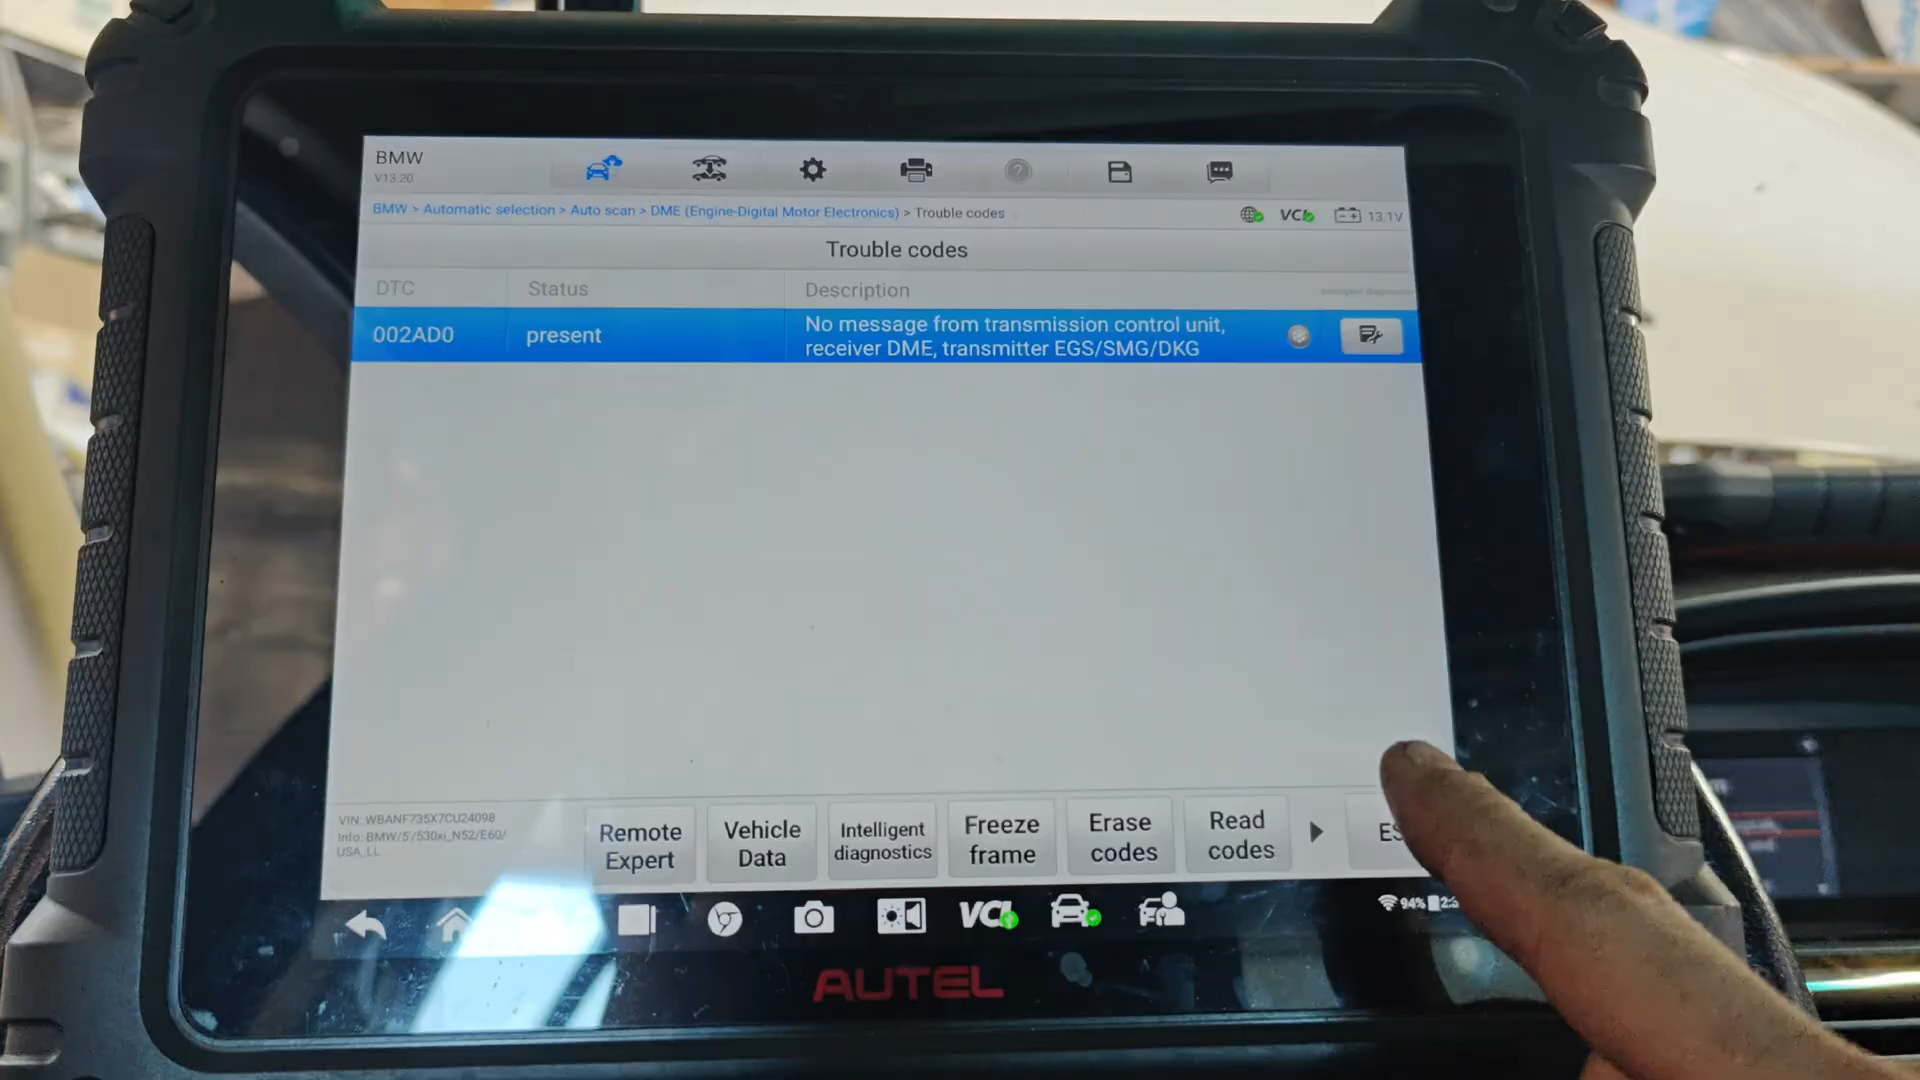 BMW
V13.20
BMW > Automatic selection > Auto scan > DME (Engine-Digital Motor Electronics) > Trouble codes
VCI
13.1V
Trouble codes
DTC
Status
Description
002AD0
present
No message from transmission control unit,
receiver DME, transmitter EGS/SMG/DKG
VIN: WBANF735X7CU24098
Info: BMW/5'/530xi_N52/E60/
USA_LL
Remote
Expert
Vehicle
Data
Intelligent
diagnostics
Freeze
frame
Erase
codes
Read
codes
ES
VCI
94%
2:3
AUTEL